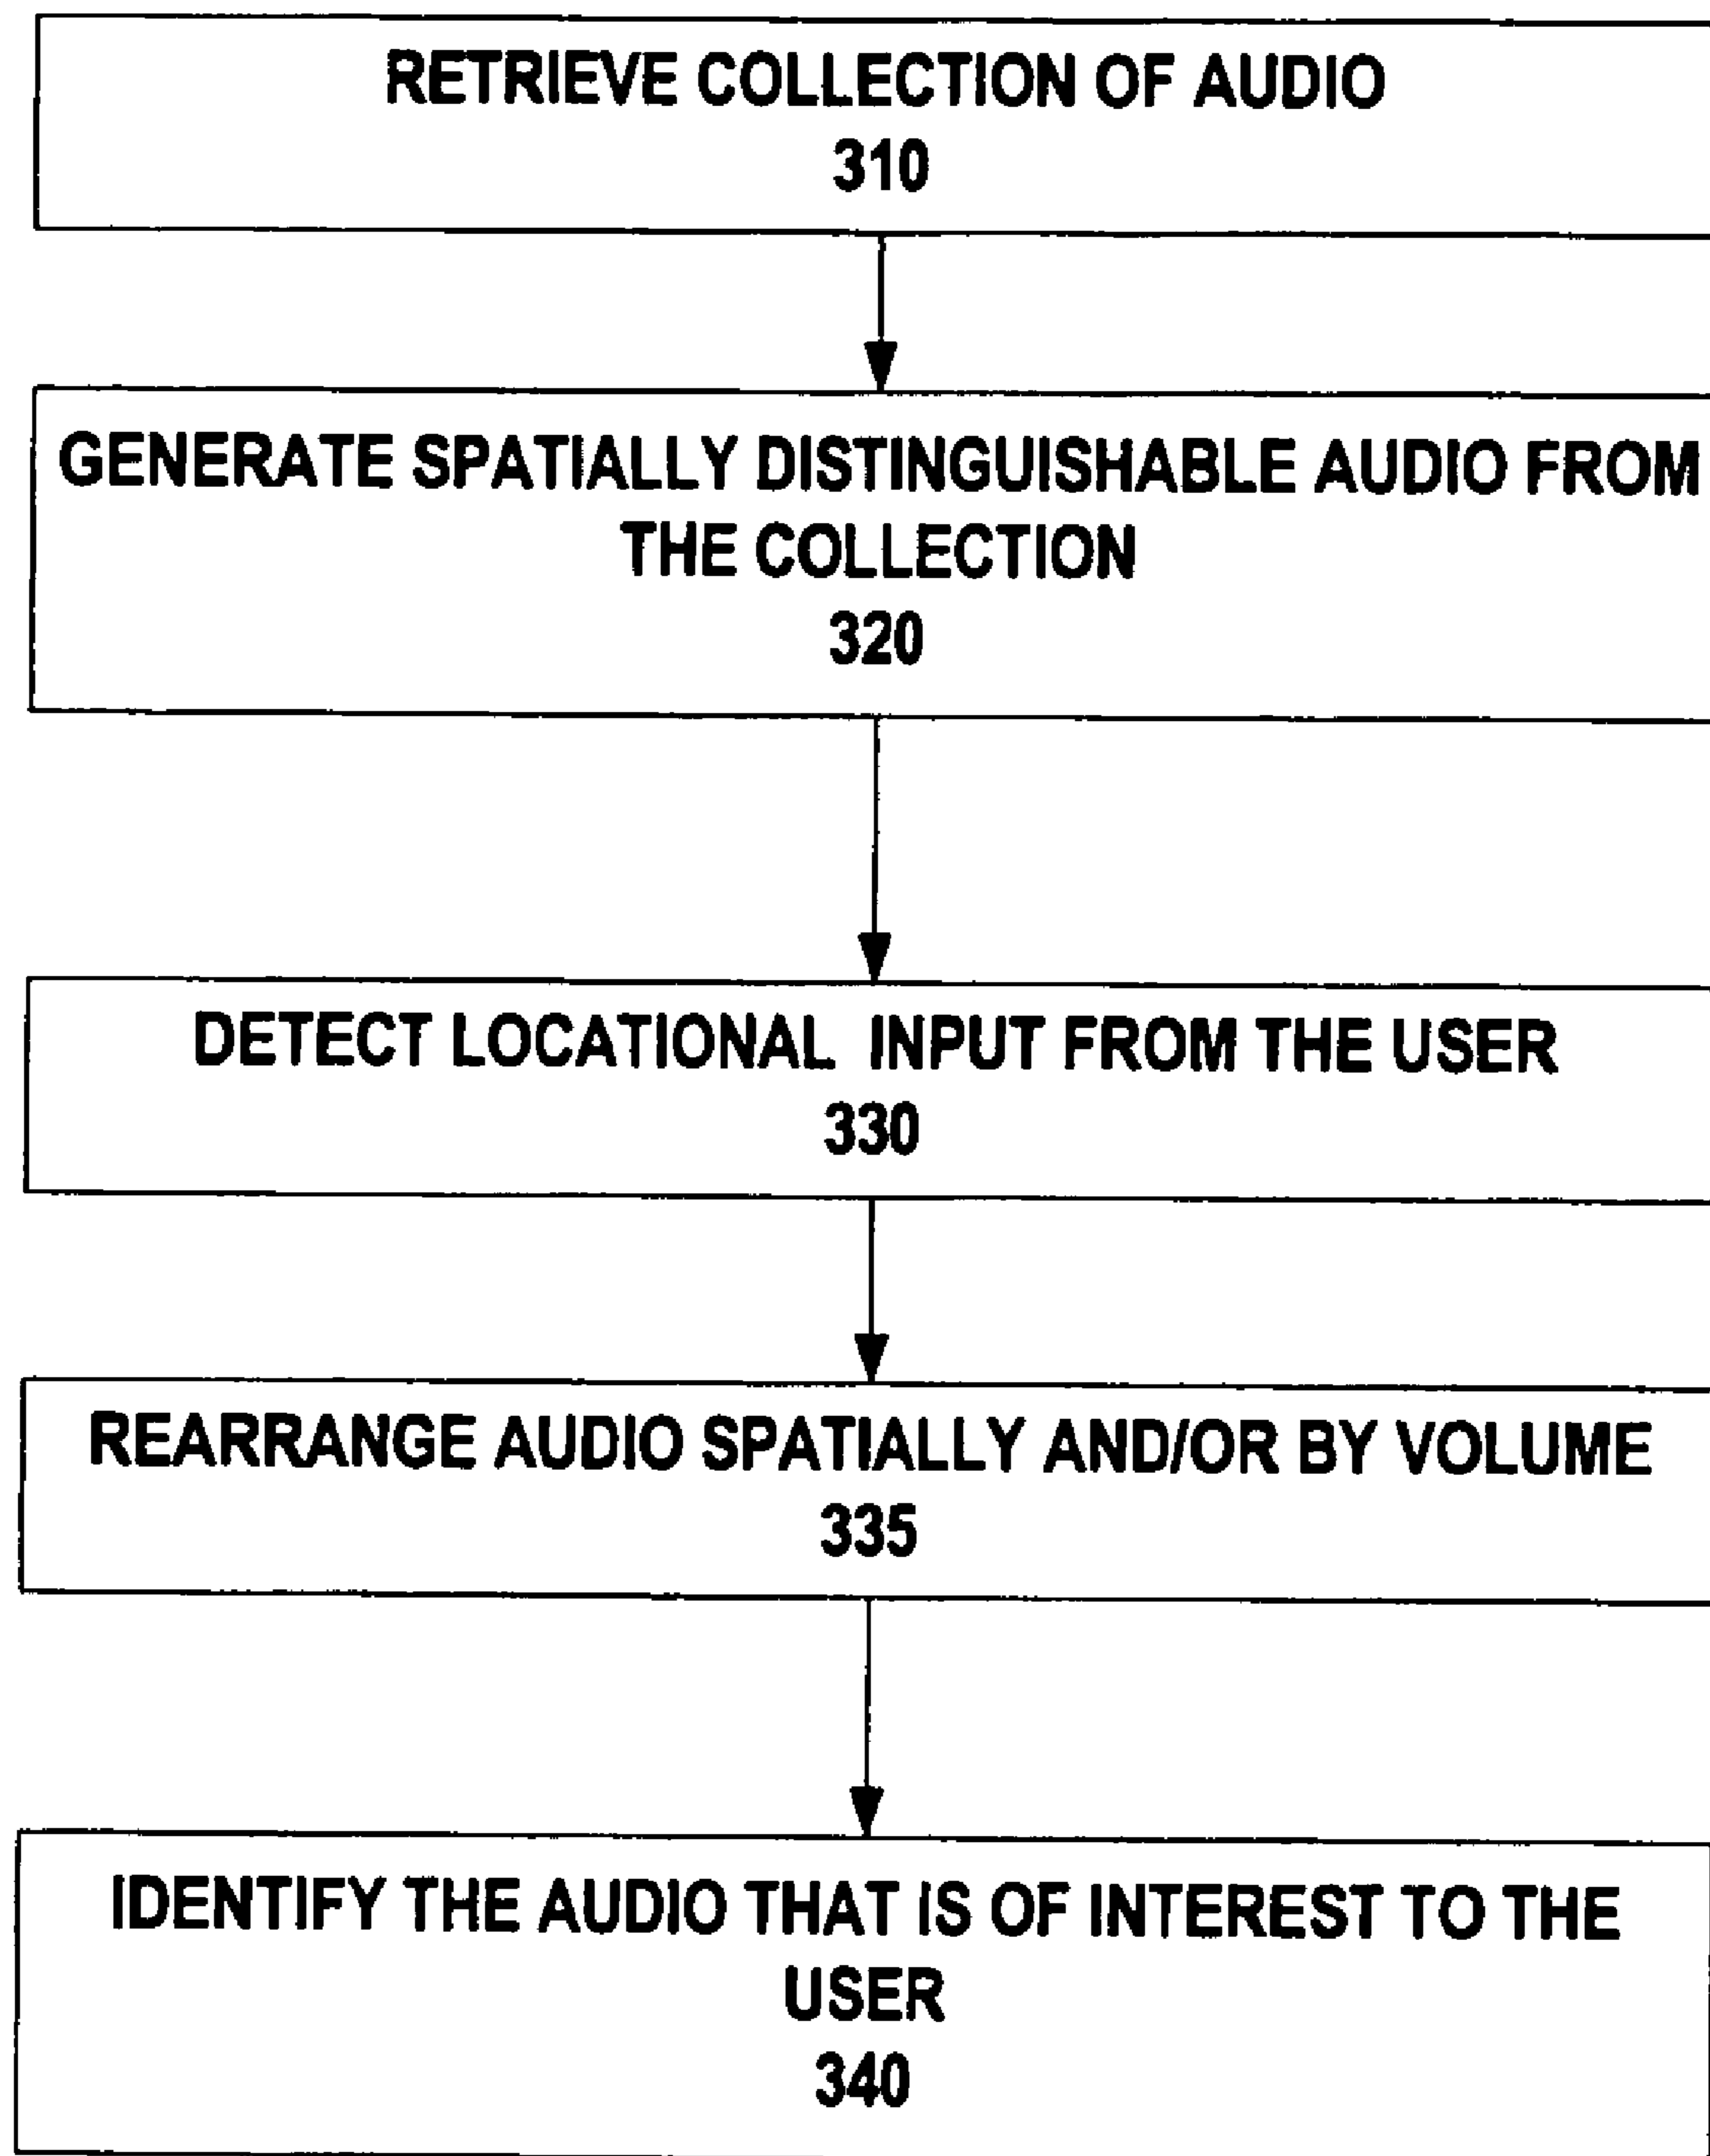 RETRIEVE COLLECTION OF AUDIO
310
GENERATE SPATIALLY DISTINGUISHABLE AUDIO FROM
THE COLLECTION
320
DETECT LOCATIONAL INPUT FROM THE USER
330
REARRANGE AUDIO SPATIALLY AND/OR BY VOLUME
335
IDENTIFY THE AUDIO THAT IS OF INTEREST TO THE
USER
340